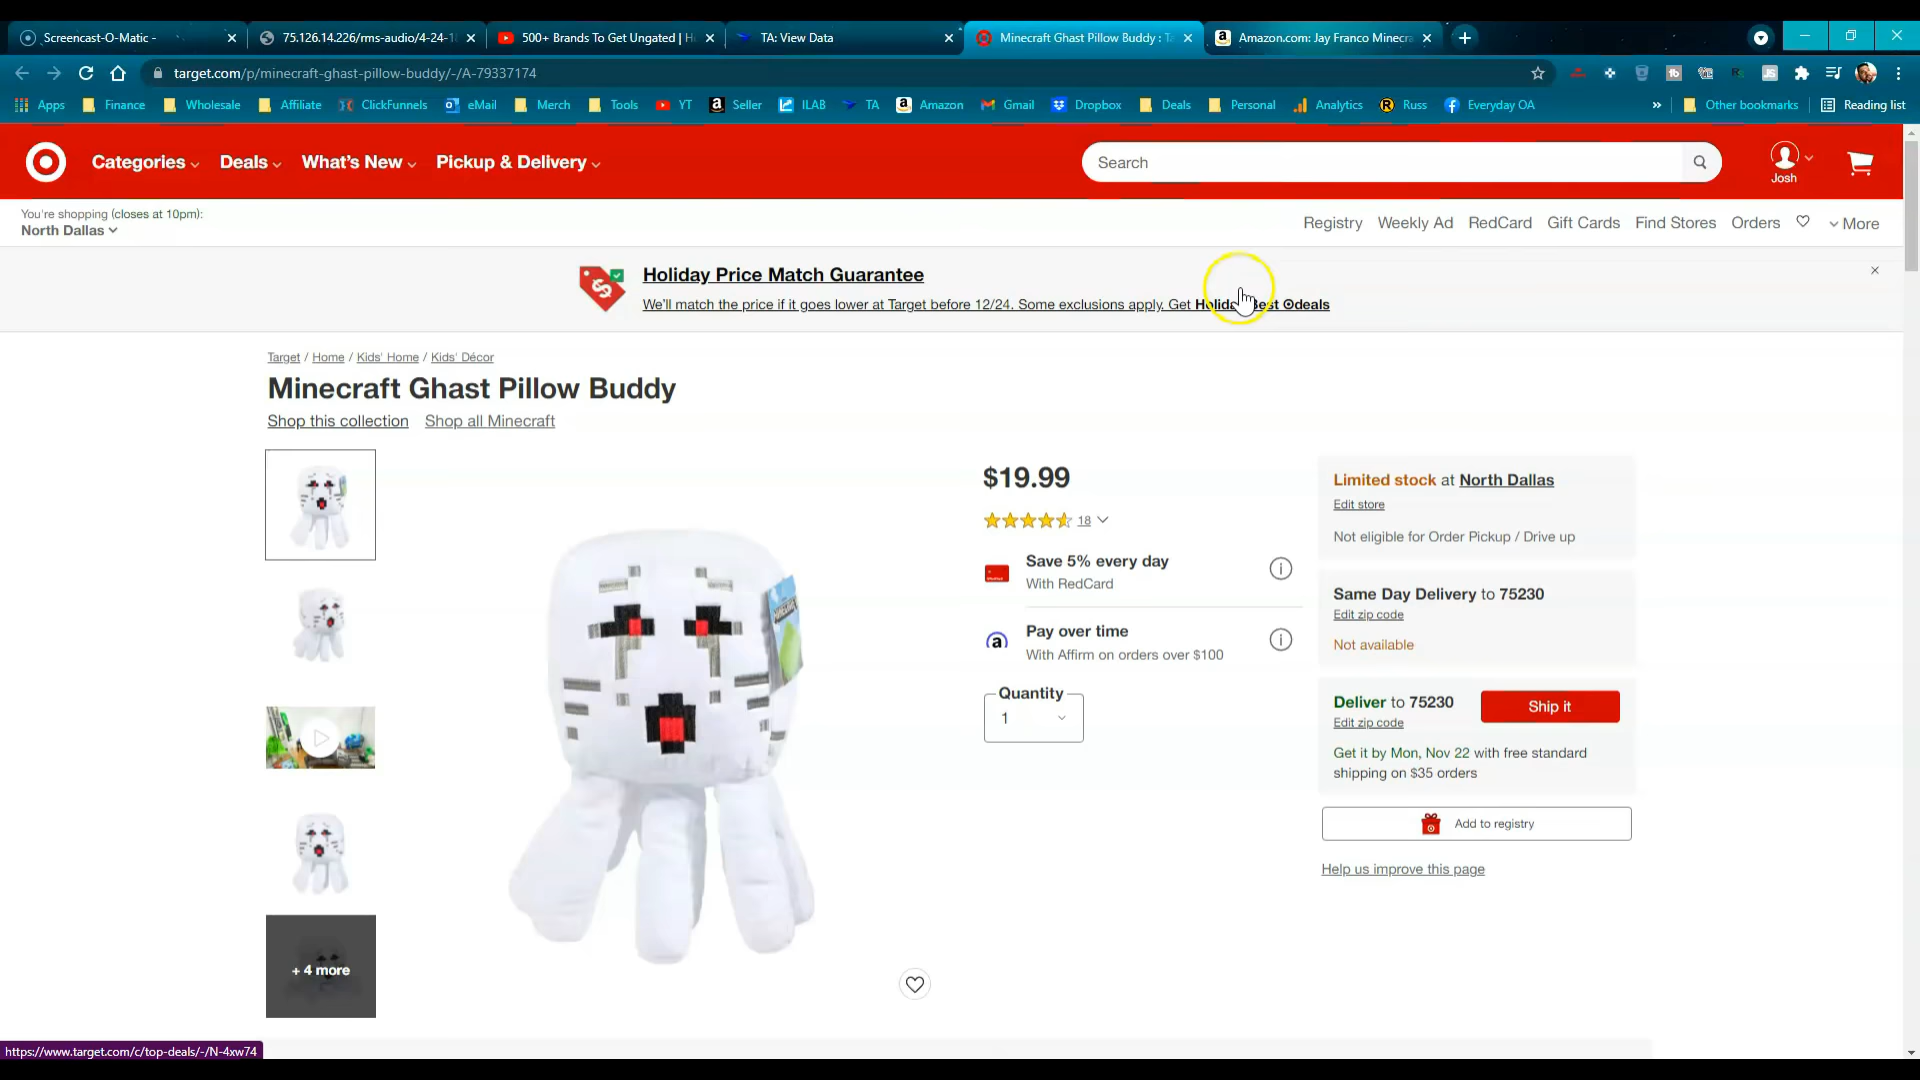 Screencast-O-Matic -
75.126.14.226/rms-audio/4-24-1
500+ Brands To Get Ungated | H
TA: View Data
Minecraft Ghast Pillow Buddy : Ta
Amazon.com: Jay Franco Minecra
target.com/p/minecraft-ghast-pillow-buddy/-/A-79337174
Apps Finance Wholesale Affiliate ClickFunnels eMail Merch Tools YT Seller ILAB TA Amazon Gmail Dropbox Deals Personal Analytics Russ Everyday OA » Other bookmarks Reading list
Categories Deals What's New Pickup & Delivery
Search
Josh
You're shopping (closes at 10pm):
North Dallas
Registry Weekly Ad RedCard Gift Cards Find Stores Orders More
Holiday Price Match Guarantee
We'll match the price if it goes lower at Target before 12/24. Some exclusions apply. Get Holiday Best deals
Target / Home / Kids' Home / Kids' Décor
Minecraft Ghast Pillow Buddy
Shop this collection Shop all Minecraft
$19.99
18
Save 5% every day
With RedCard
Pay over time
With Affirm on orders over $100
Quantity
1
Limited stock at North Dallas
Edit store
Not eligible for Order Pickup / Drive up
Same Day Delivery to 75230
Edit zip code
Not available
Deliver to 75230
Ship it
Edit zip code
Get it by Mon, Nov 22 with free standard
shipping on $35 orders
Add to registry
Help us improve this page
+ 4 more
https://www.target.com/c/top-deals/-/N-4xw74